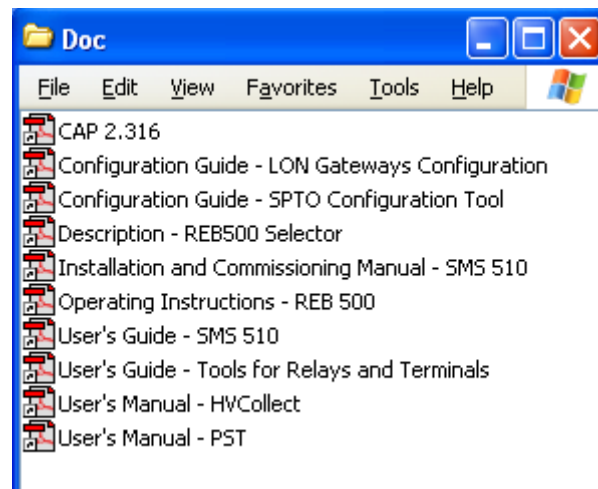 Doc
File Edit View Favorites Tools Help
CAP 2.316
Configuration Guide - LON Gateways Configuration
Configuration Guide - SPTO Configuration Tool
Description - REB500 Selector
Installation and Commissioning Manual - SMS 510
Operating Instructions - REB 500
User's Guide - SMS 510
User's Guide - Tools for Relays and Terminals
User's Manual - HVCollect
User's Manual - PST